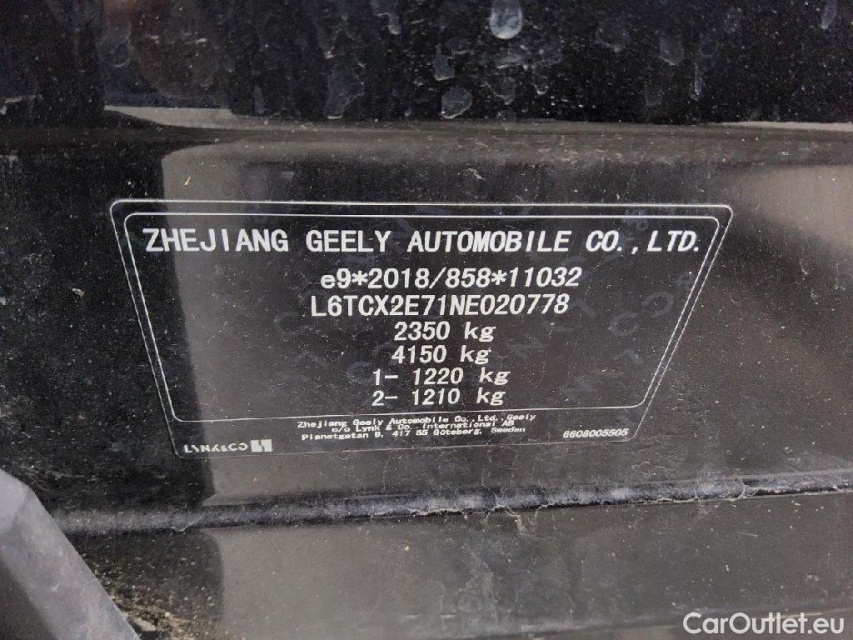 ZHEJIANG GEELY AUTOMOBILE CO.,LTD.
e9*2018/858*11032
L6TCX2E71NE020778
2350 kg
4150 kg
1- 1220 kg
2- 1210 kg
Zhejiang Geely Automobile Co.,Ltd.,Geely
c/o Lynk & Co. International AB
Planetgatan 6, 417 55 Göteborg, Sweden
LYNK&CO
6608005505
CarOutlet.eu